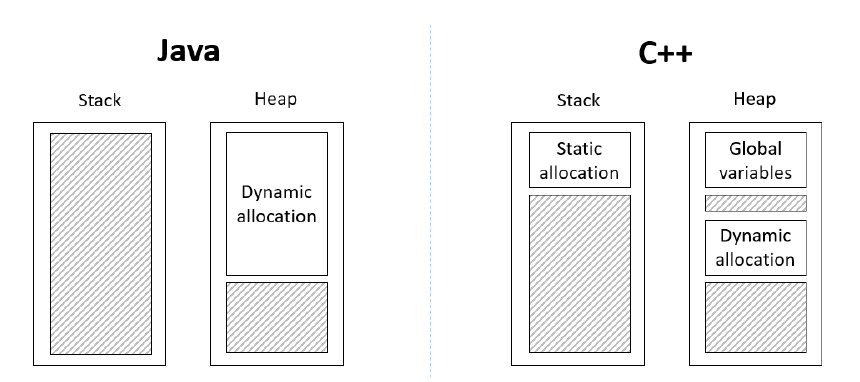 Java
Stack
Heap
Dynamic
allocation
C++
Stack
Heap
Static
allocation
Global
variables
Dynamic
allocation